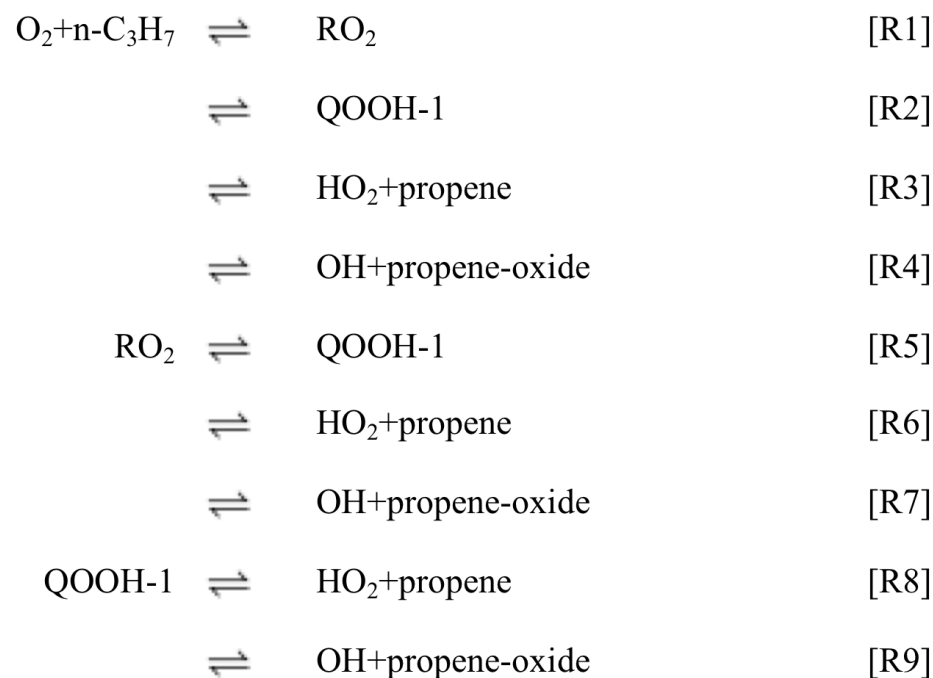 O₂+n-C₃H₇ ⇌ RO₂ [R1]
⇌ QOOH-1 [R2]
⇌ HO₂+propene [R3]
⇌ OH+propene-oxide [R4]
RO₂ ⇌ QOOH-1 [R5]
⇌ HO₂+propene [R6]
⇌ OH+propene-oxide [R7]
QOOH-1 ⇌ HO₂+propene [R8]
⇌ OH+propene-oxide [R9]